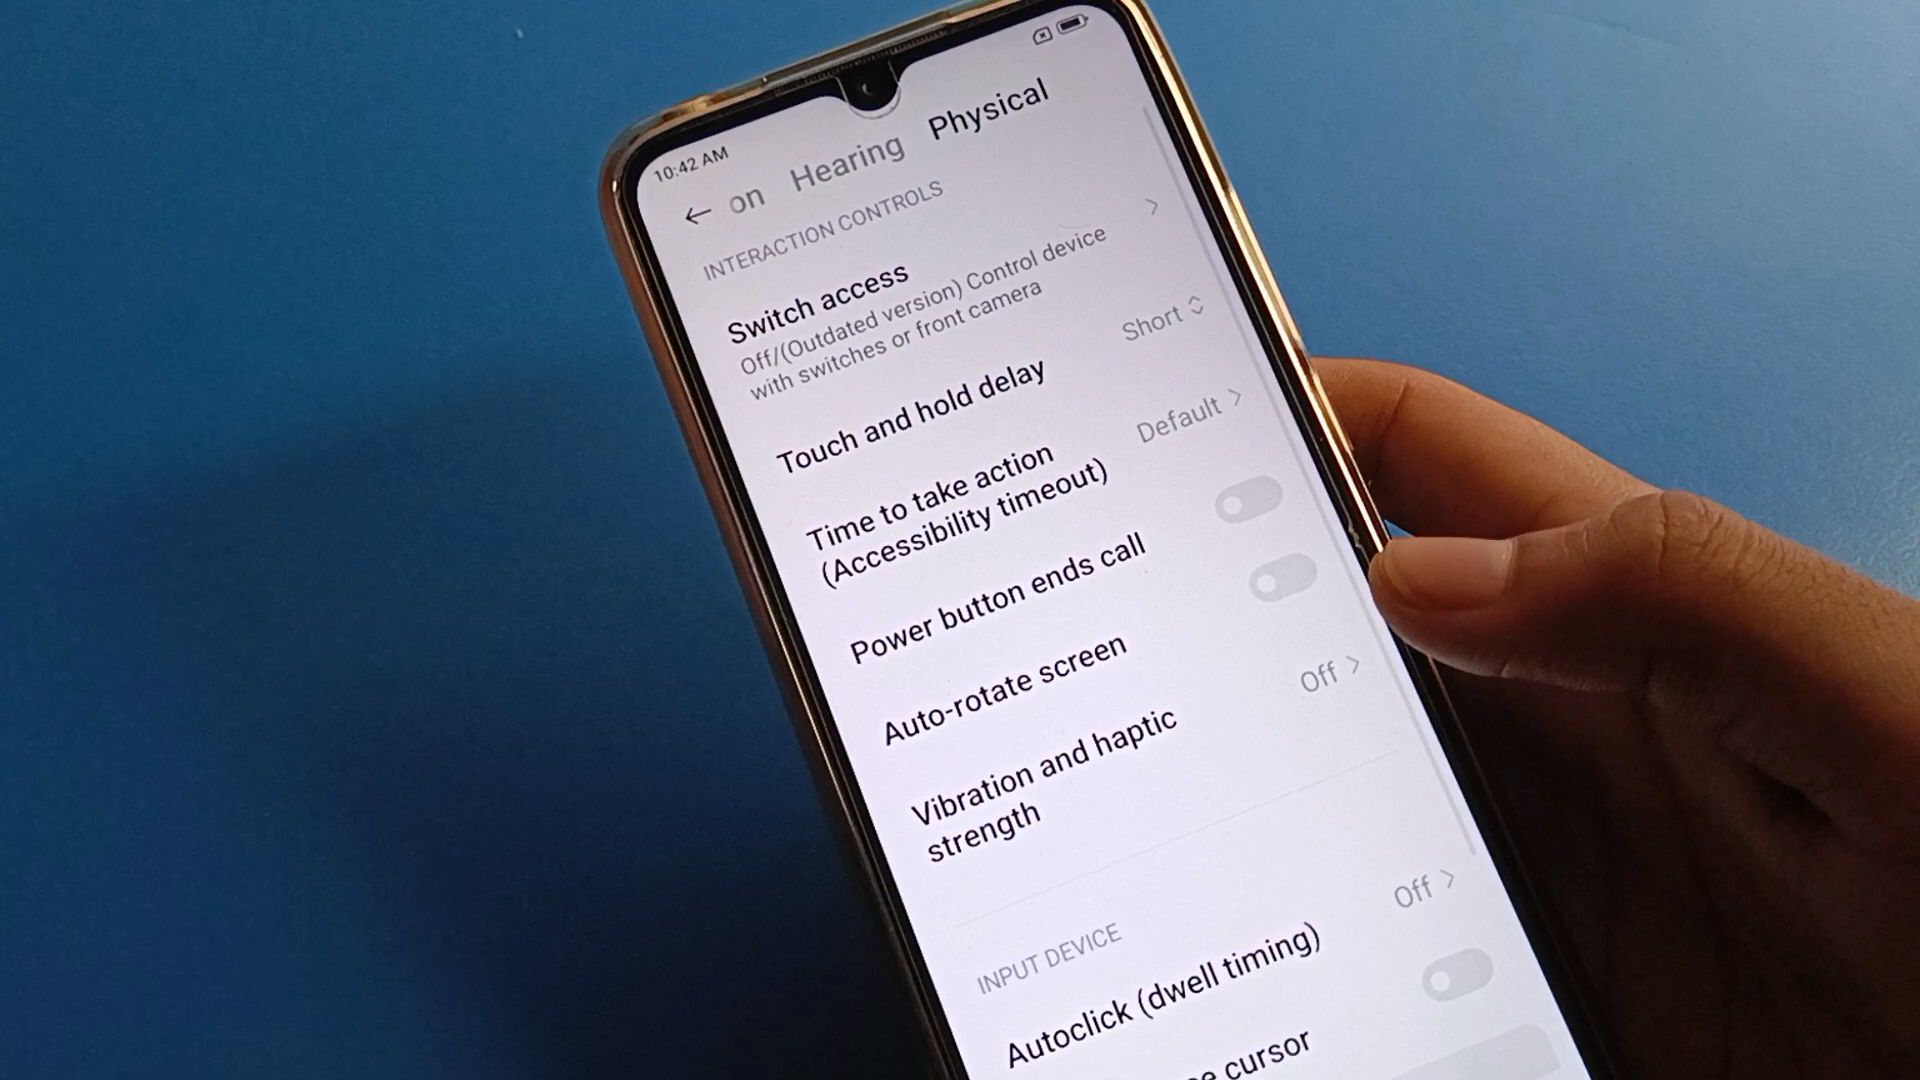 10:42 AM
on Hearing Physical
INTERACTION CONTROLS
Switch access
Off/(Outdated version) Control device
with switches or front camera
Touch and hold delay Short
Time to take action
(Accessibility timeout) Default
Power button ends call
Auto-rotate screen
Vibration and haptic
strength Off
INPUT DEVICE
Autoclick (dwell timing) Off
cursor